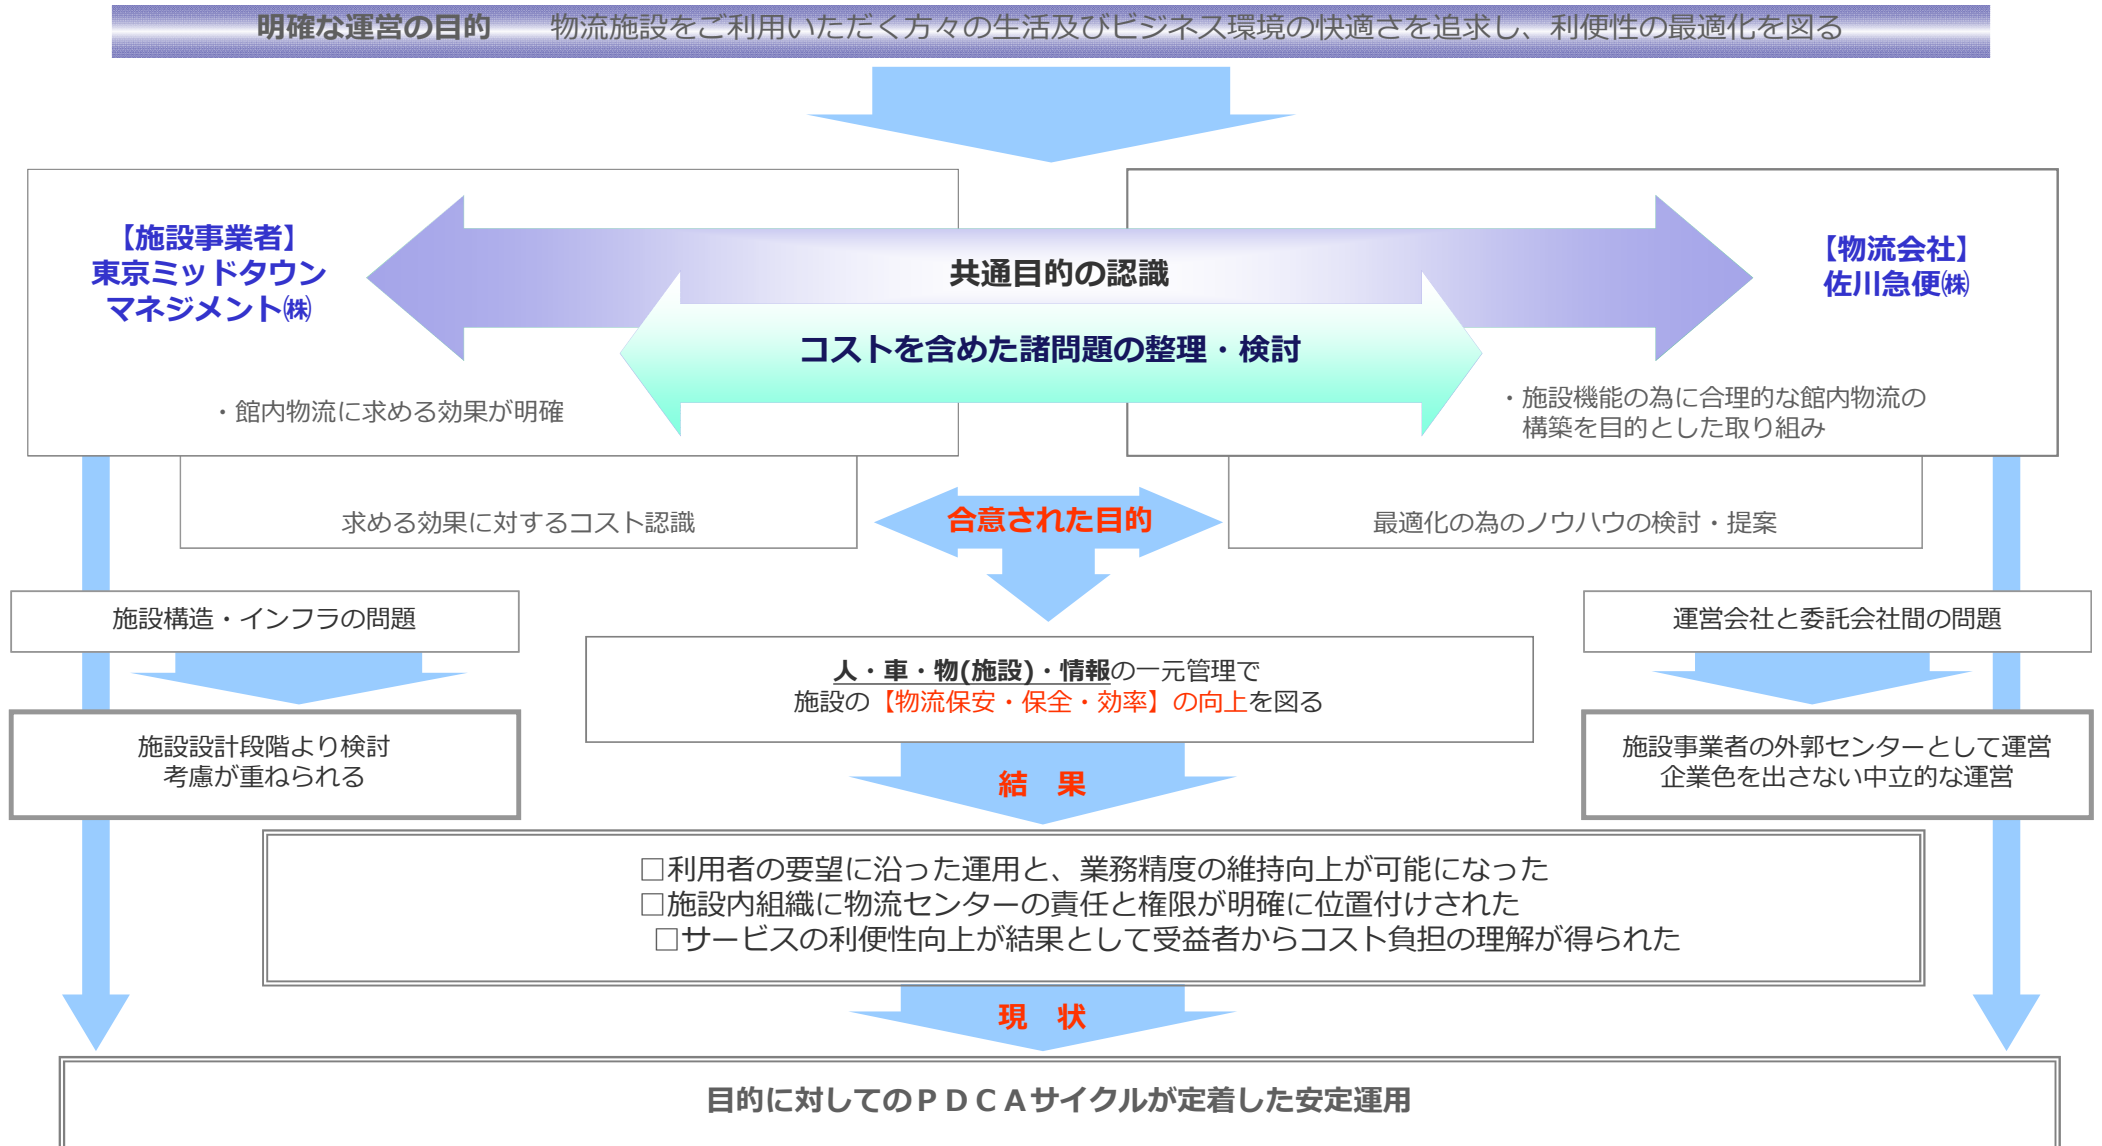 明確な運営の目的　物流施設をご利用いただく方々の生活及びビジネス環境の快適さを追求し、利便性の最適化を図る
【施設事業者】
東京ミッドタウン
マネジメント㈱
共通目的の認識
【物流会社】
佐川急便㈱
コストを含めた諸問題の整理・検討
・館内物流に求める効果が明確
・施設機能の為に合理的な館内物流の
構築を目的とした取り組み
求める効果に対するコスト認識
合意された目的
最適化の為のノウハウの検討・提案
施設構造・インフラの問題
運営会社と委託会社間の問題
人・車・物(施設)・情報の一元管理で
施設の【物流保安・保全・効率】の向上を図る
施設設計段階より検討
考慮が重ねられる
施設事業者の外郭センターとして運営
企業色を出さない中立的な運営
結　果
□利用者の要望に沿った運用と、業務精度の維持向上が可能になった
□施設内組織に物流センターの責任と権限が明確に位置付けされた
□サービスの利便性向上が結果として受益者からコスト負担の理解が得られた
現　状
目的に対してのＰＤＣＡサイクルが定着した安定運用